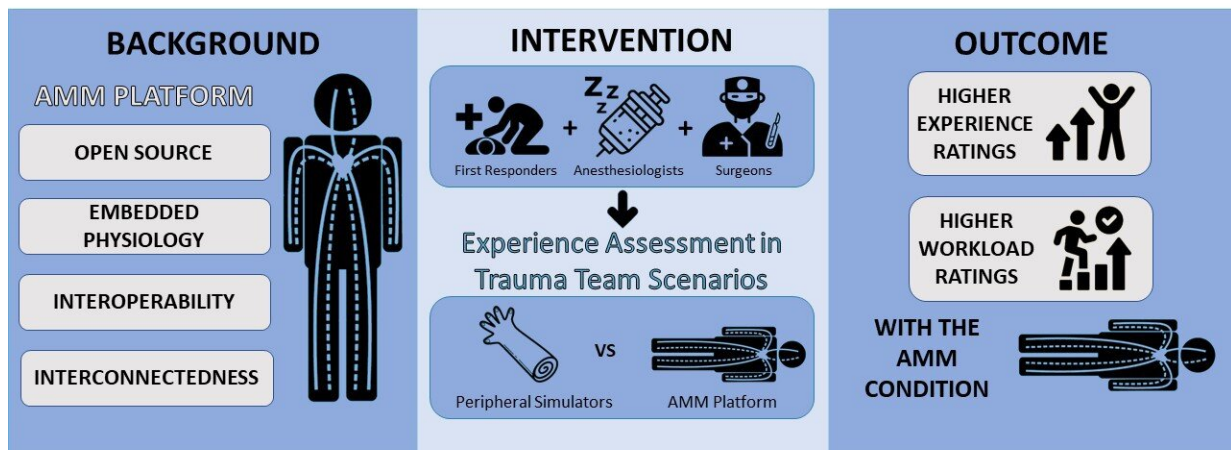 BACKGROUND
AMM PLATFORM
OPEN SOURCE
EMBEDDED
PHYSIOLOGY
INTEROPERABILITY
INTERCONNECTEDNESS
INTERVENTION
Z Z
z
+ +
First Responders Anesthesiologists Surgeons
Experience Assessment in
Trauma Team Scenarios
VS
Peripheral Simulators AMM Platform
OUTCOME
HIGHER
EXPERIENCE
RATINGS
HIGHER
WORKLOAD
RATINGS
WITH THE
AMM
CONDITION